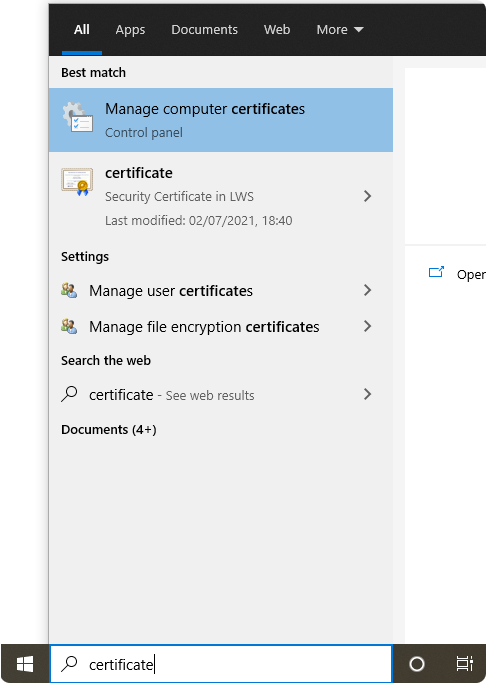 All Apps Documents Web More
Best match
Manage computer certificates
Control panel
certificate
Security Certificate in LWS
Last modified: 02/07/2021, 18:40
Settings
Manage user certificates
Manage file encryption certificates
Search the web
certificate - See web results
Documents (4+)
Open
certificate